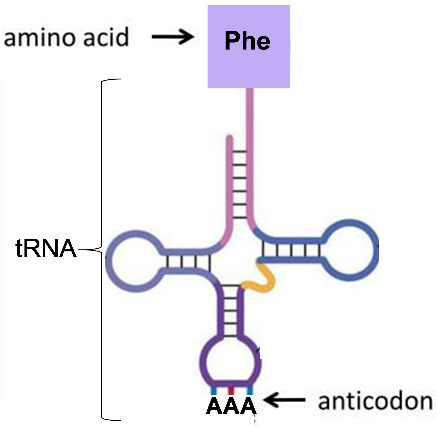 amino acid
Phe
tRNA
AAA
anticodon